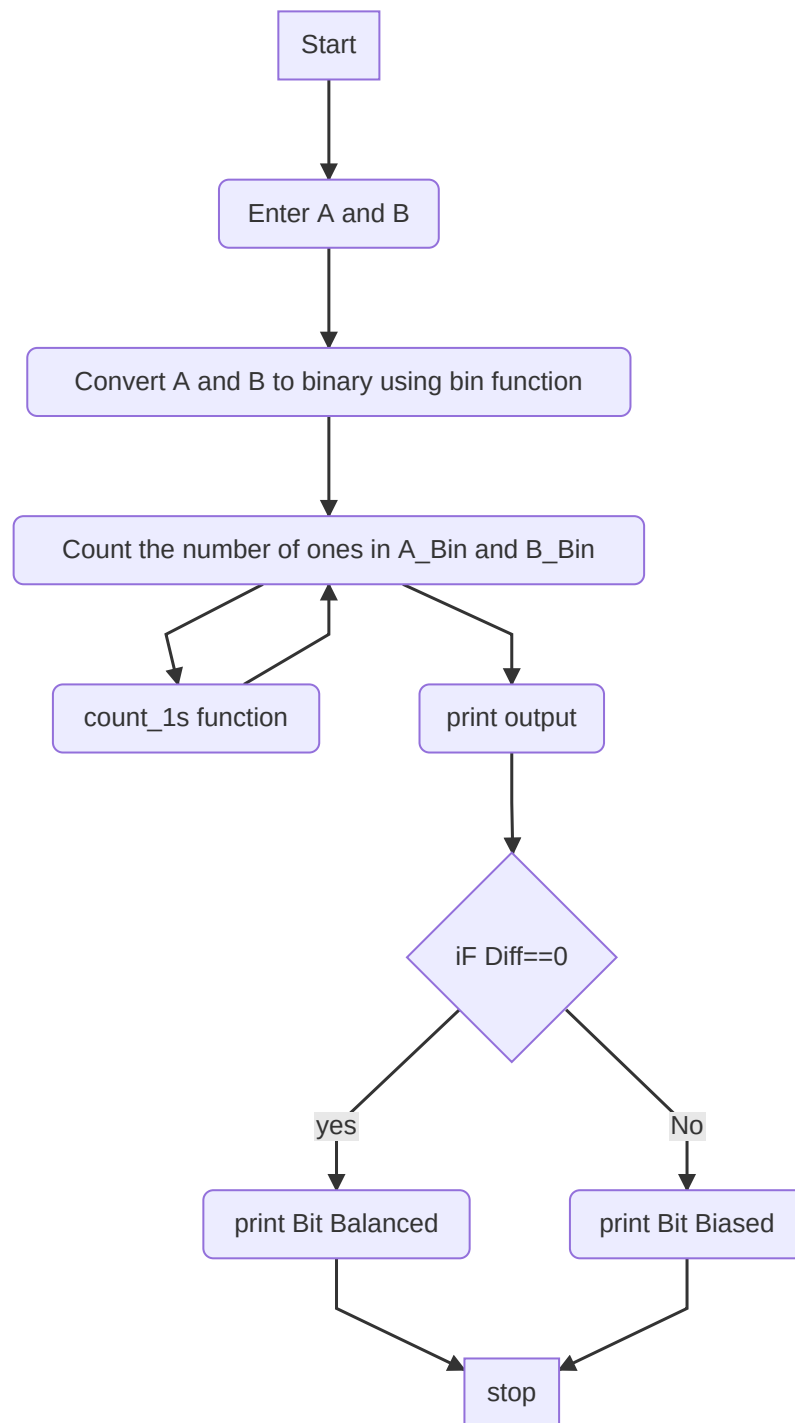 Start
Enter A and B
Convert A and B to binary using bin function
Count the number of ones in A_Bin and B_Bin
count_1s function
print output
iF Diff==0
yes
No
print Bit Balanced
print Bit Biased
stop